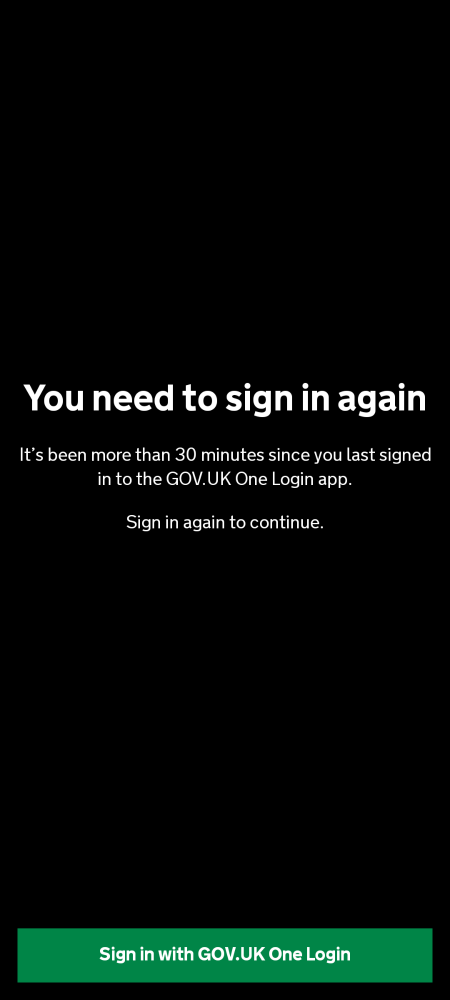 You need to sign in again
It’s been more than 30 minutes since you last signed
in to the GOV.UK One Login app.
Sign in again to continue.
Sign in with GOV.UK One Login